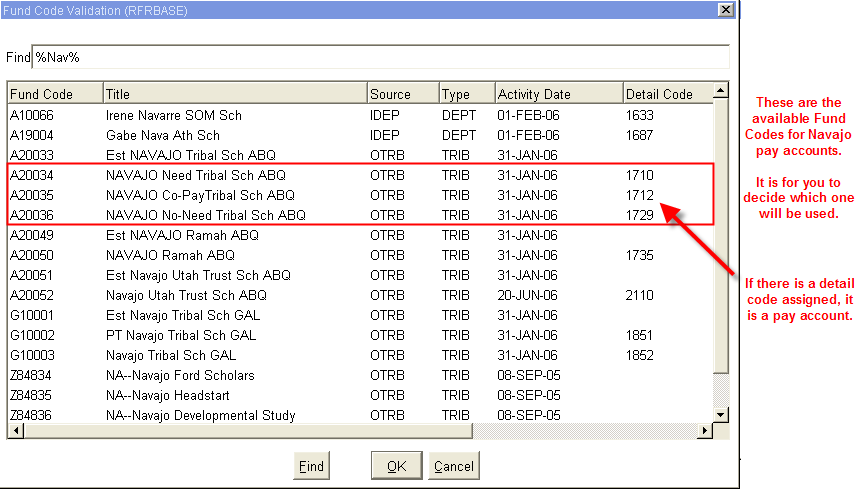 Fund Code Validation (RFRBASE)
Find %Nav%
Fund Code Title Source Type Activity Date Detail Code
A10066 Irene Navarre SOM Sch IDEP DEPT 01-FEB-06 1633
A19004 Gabe Nava Ath Sch IDEP DEPT 01-FEB-06 1687
A20033 Est NAVAJO Tribal Sch ABQ OTRB TRIB 31-JAN-06
A20034 NAVAJO Need Tribal Sch ABQ OTRB TRIB 31-JAN-06 1710
A20035 NAVAJO Co-PayTribal Sch ABQ OTRB TRIB 31-JAN-06 1712
A20036 NAVAJO No-Need Tribal Sch ABQ OTRB TRIB 31-JAN-06 1729
A20049 Est NAVAJO Ramah ABQ OTRB TRIB 31-JAN-06
A20050 NAVAJO Ramah ABQ OTRB TRIB 31-JAN-06 1735
A20051 Est Navajo Utah Trust Sch ABQ OTRB TRIB 31-JAN-06
A20052 Navajo Utah Trust Sch ABQ OTRB TRIB 20-JUN-06 2110
G10001 Est Navajo Tribal Sch GAL OTRB TRIB 31-JAN-06
G10002 PT Navajo Tribal Sch GAL OTRB TRIB 31-JAN-06 1851
G10003 Navajo Tribal Sch GAL OTRB TRIB 31-JAN-06 1852
Z84834 NA--Navajo Ford Scholars OTRB TRIB 08-SEP-05
Z84835 NA--Navajo Headstart OTRB TRIB 08-SEP-05
Z84836 NA--Navajo Developmental Study OTRB TRIB 08-SEP-05
Find OK Cancel
These are the
available Fund
Codes for Navajo
pay accounts.
It is for you to
decide which one
will be used.
If there is a detail
code assigned, it
is a pay account.